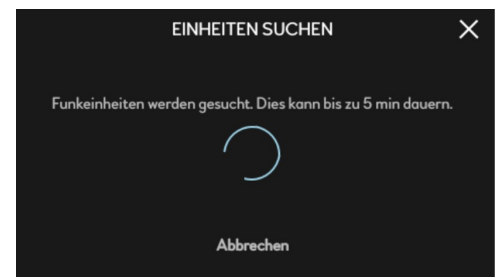 EINHEITEN SUCHEN
Funkeinheiten werden gesucht. Dies kann bis zu 5 min dauern.
Abbrechen